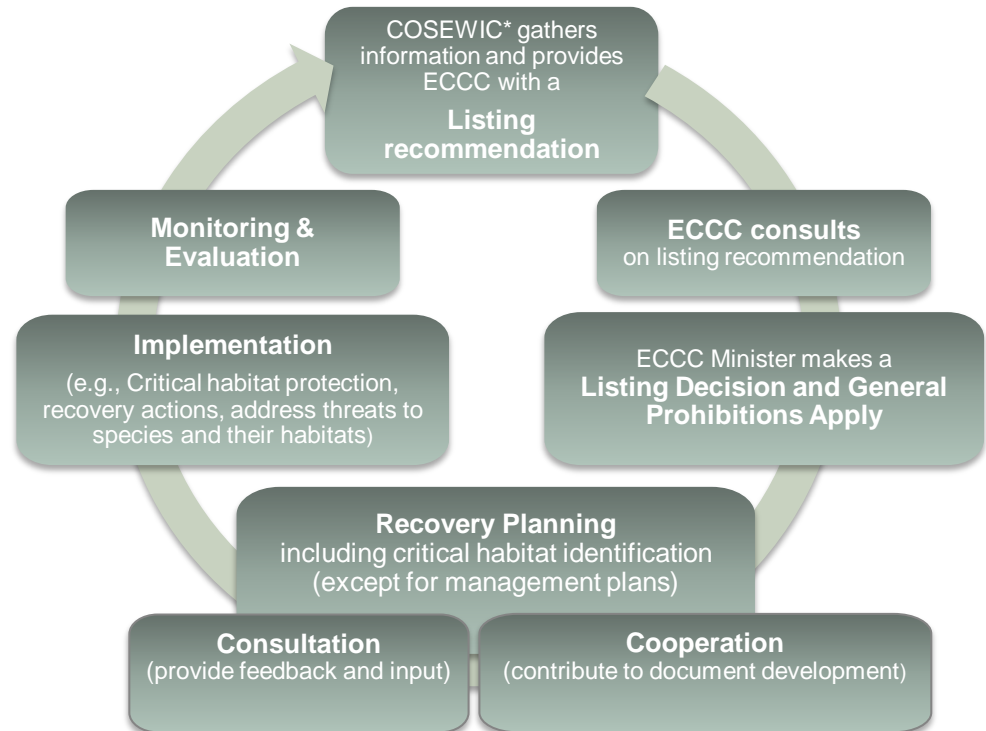 COSEWIC* gathers
information and provides
ECCC with a
Listing
recommendation
ECCC consults
on listing recommendation
ECCC Minister makes a
Listing Decision and General
Prohibitions Apply
Recovery Planning
including critical habitat identification
(except for management plans)
Cooperation
(contribute to document development)
Consultation
(provide feedback and input)
Implementation
(e.g., Critical habitat protection,
recovery actions, address threats to
species and their habitats)
Monitoring &
Evaluation